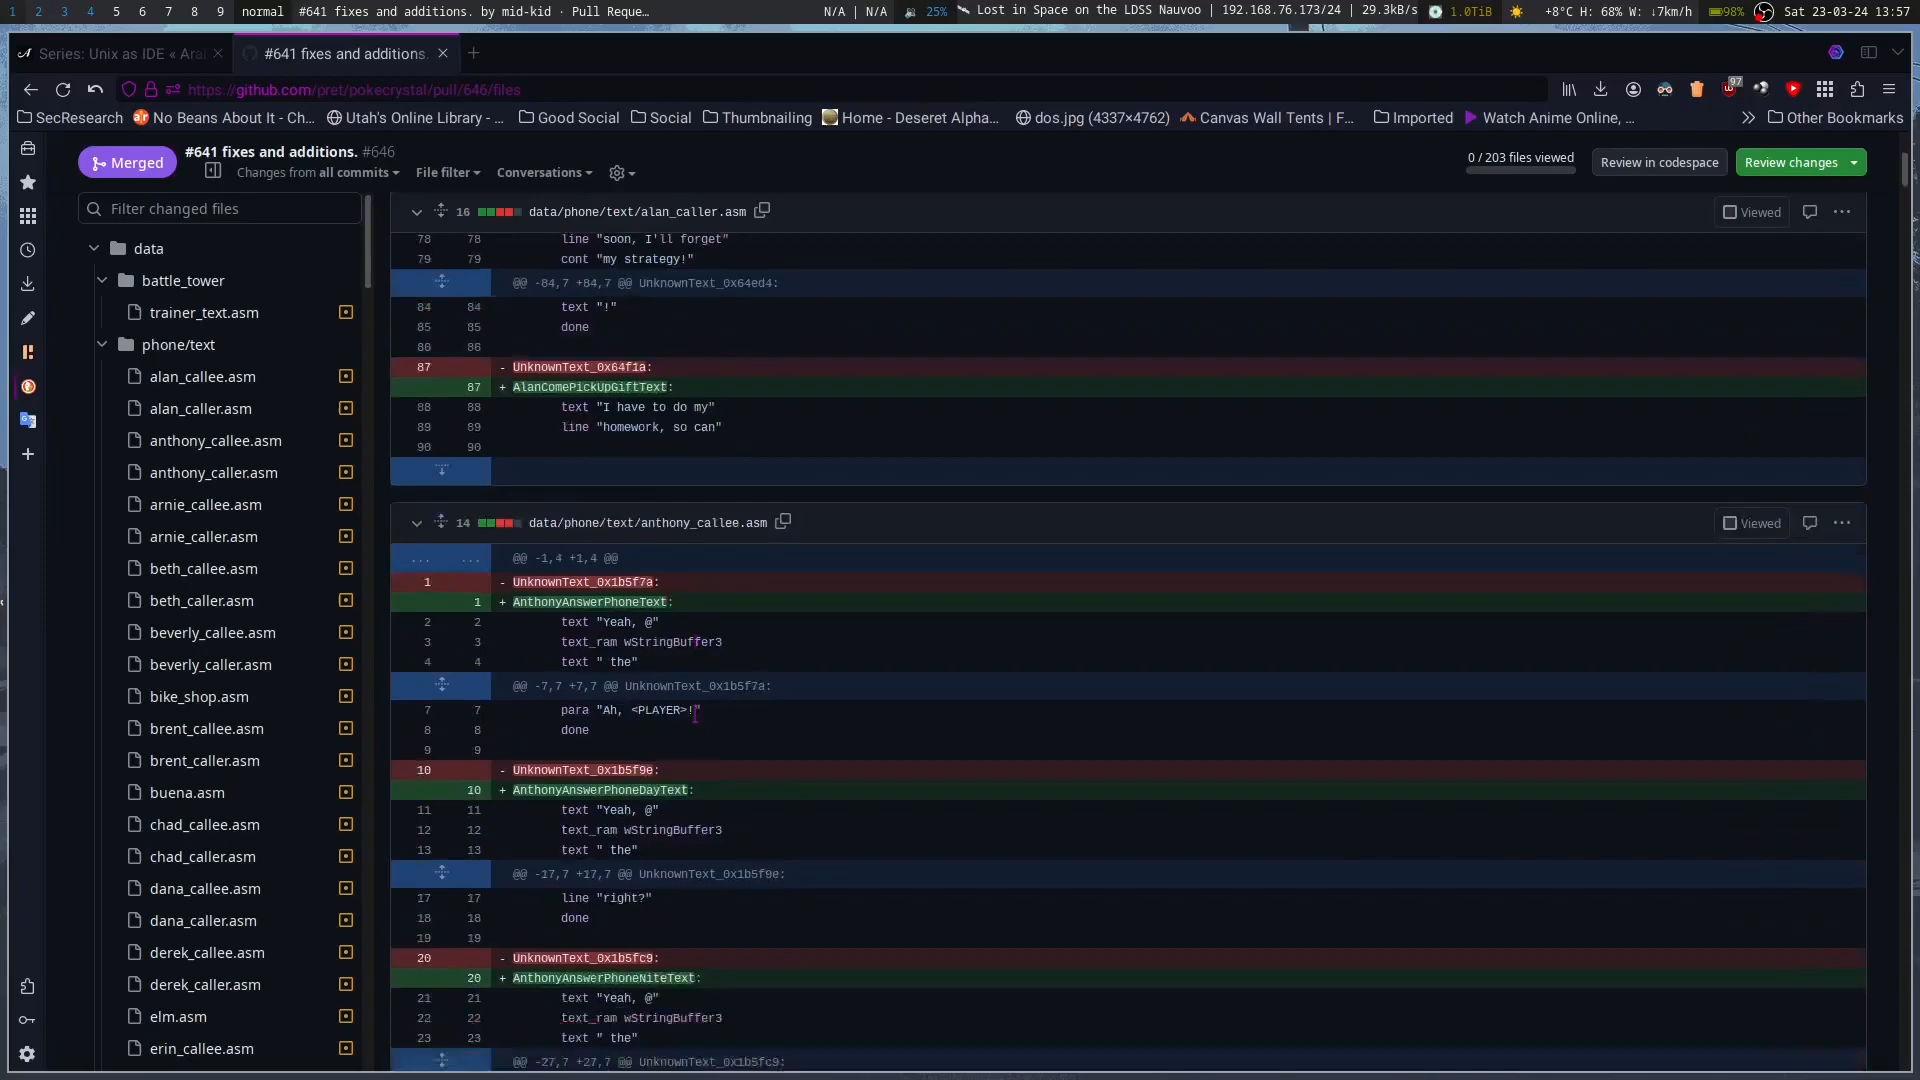 1 2 3 4 5 6 7 8 9 normal #641 fixes and additions. by mid-kid · Pull Reque… N/A | N/A 25% Lost in Space on the LDSS Nauvoo | 192.168.76.173/24 | 29.3kB/s 1.0TiB +8°C H: 68% W: ↓7km/h 98% Sat 23-03-24 13:57
Series: Unix as IDE « Ara
#641 fixes and additions.
https://github.com/pret/pokecrystal/pull/646/files
97
SecResearch No Beans About It - Ch… Utah's Online Library - … Good Social Social Thumbnailing Home - Deseret Alpha… dos.jpg (4337×4762) Canvas Wall Tents | F… Imported Watch Anime Online, … Other Bookmarks
Merged
#641 fixes and additions. #646
Changes from all commits File filter Conversations
0 / 203 files viewed
Review in codespace
Review changes
Filter changed files
data
battle_tower
trainer_text.asm
phone/text
alan_callee.asm
alan_caller.asm
anthony_callee.asm
anthony_caller.asm
arnie_callee.asm
arnie_caller.asm
beth_callee.asm
beth_caller.asm
beverly_callee.asm
beverly_caller.asm
bike_shop.asm
brent_callee.asm
brent_caller.asm
buena.asm
chad_callee.asm
chad_caller.asm
dana_callee.asm
dana_caller.asm
derek_callee.asm
derek_caller.asm
elm.asm
erin_callee.asm
16 data/phone/text/alan_caller.asm Viewed
78 78 line "soon, I'll forget"
79 79 cont "my strategy!"
@@ -84,7 +84,7 @@ UnknownText_0x64ed4:
84 84 text "!"
85 85 done
86 86
87 - UnknownText_0x64f1a:
87 + AlanComePickUpGiftText:
88 88 text "I have to do my"
89 89 line "homework, so can"
90 90
14 data/phone/text/anthony_callee.asm Viewed
... ... @@ -1,4 +1,4 @@
1 - UnknownText_0x1b5f7a:
1 + AnthonyAnswerPhoneText:
2 2 text "Yeah, @"
3 3 text_ram wStringBuffer3
4 4 text " the"
@@ -7,7 +7,7 @@ UnknownText_0x1b5f7a:
7 7 para "Ah, <PLAYER>!"
8 8 done
9 9
10 - UnknownText_0x1b5f9e:
10 + AnthonyAnswerPhoneDayText:
11 11 text "Yeah, @"
12 12 text_ram wStringBuffer3
13 13 text " the"
@@ -17,7 +17,7 @@ UnknownText_0x1b5f9e:
17 17 line "right?"
18 18 done
19 19
20 - UnknownText_0x1b5fc9:
20 + AnthonyAnswerPhoneNiteText:
21 21 text "Yeah, @"
22 22 text_ram wStringBuffer3
23 23 text " the"
@@ -27,7 +27,7 @@ UnknownText_0x1b5fc9: